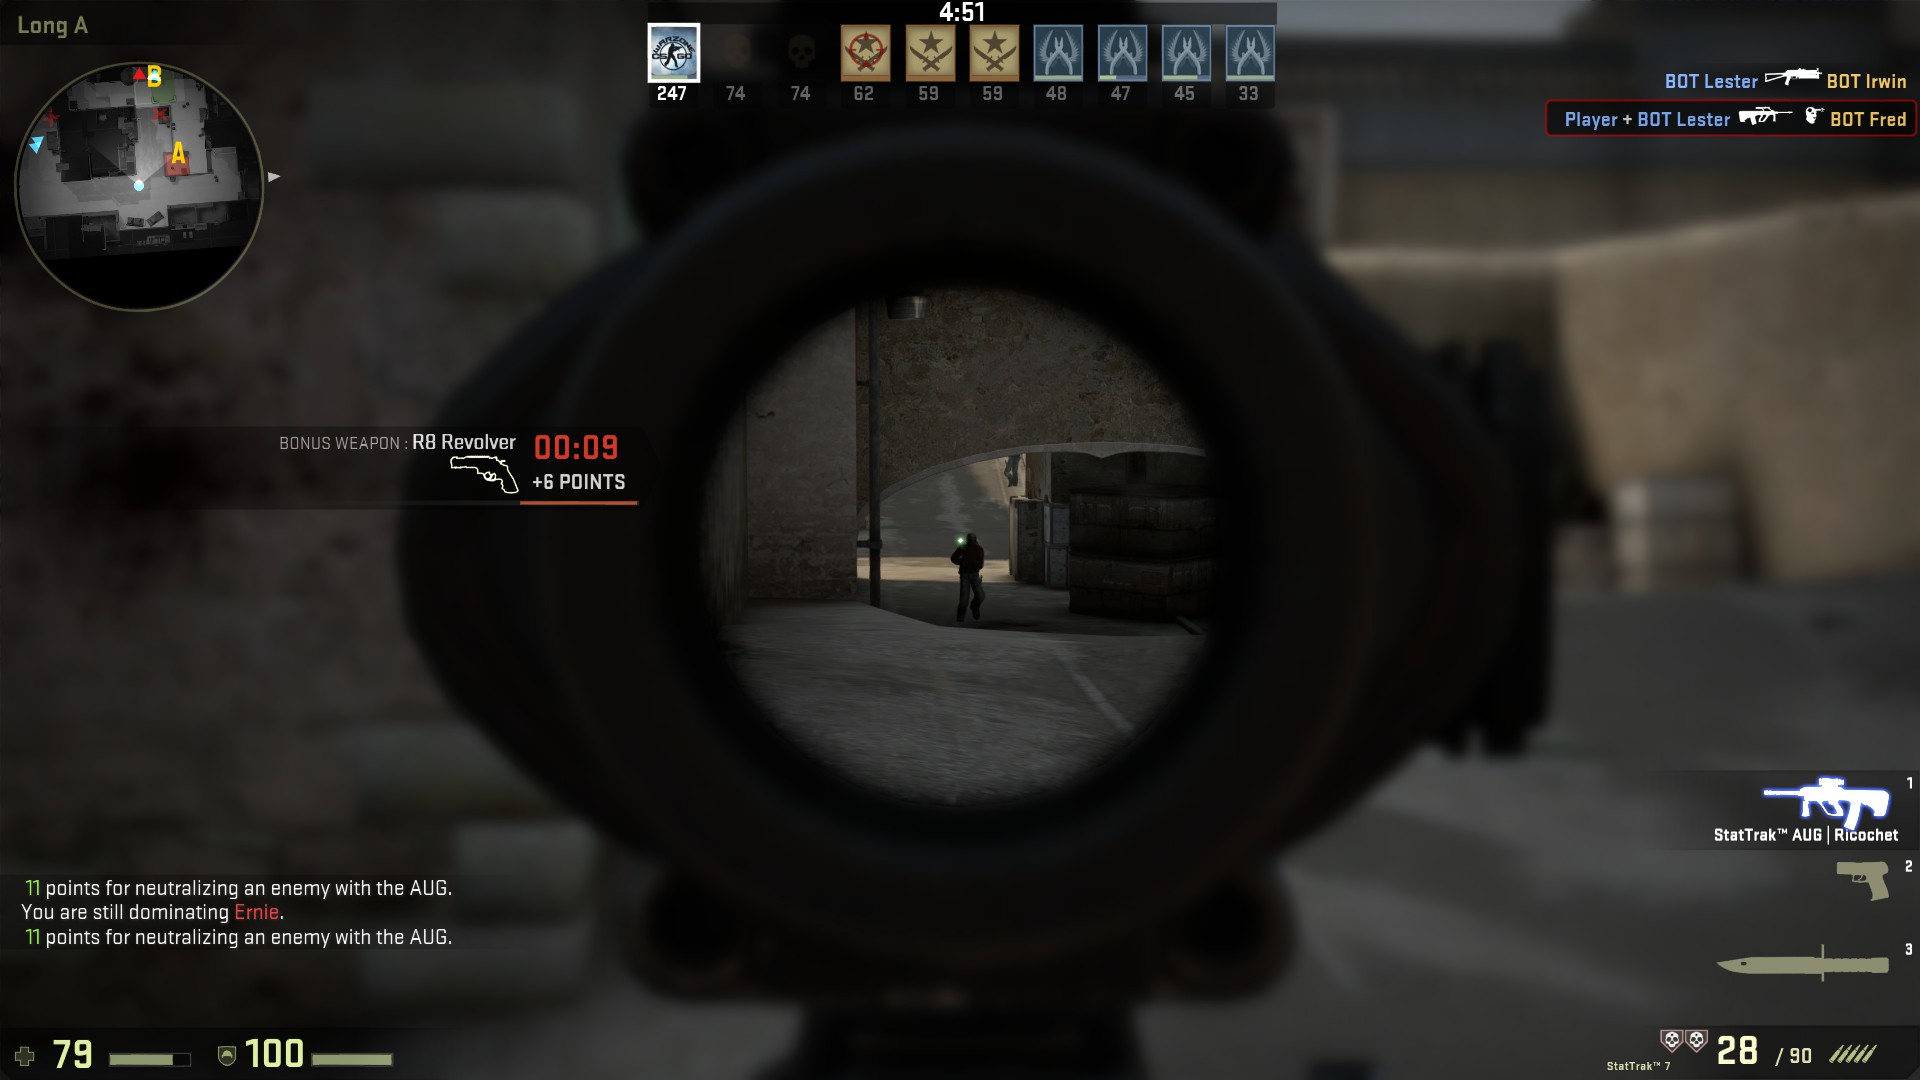 Long A
4:51
WARZONE
CS GO
247 74 74 62 59 59 48 47 45 33
B
A
BOT Lester BOT Irwin
Player + BOT Lester BOT Fred
BONUS WEAPON : R8 Revolver 00:09
+6 POINTS
1
StatTrak™ AUG | Ricochet
2
3
11 points for neutralizing an enemy with the AUG.
You are still dominating Ernie.
11 points for neutralizing an enemy with the AUG.
79 100
28 / 90
StatTrak™ 7